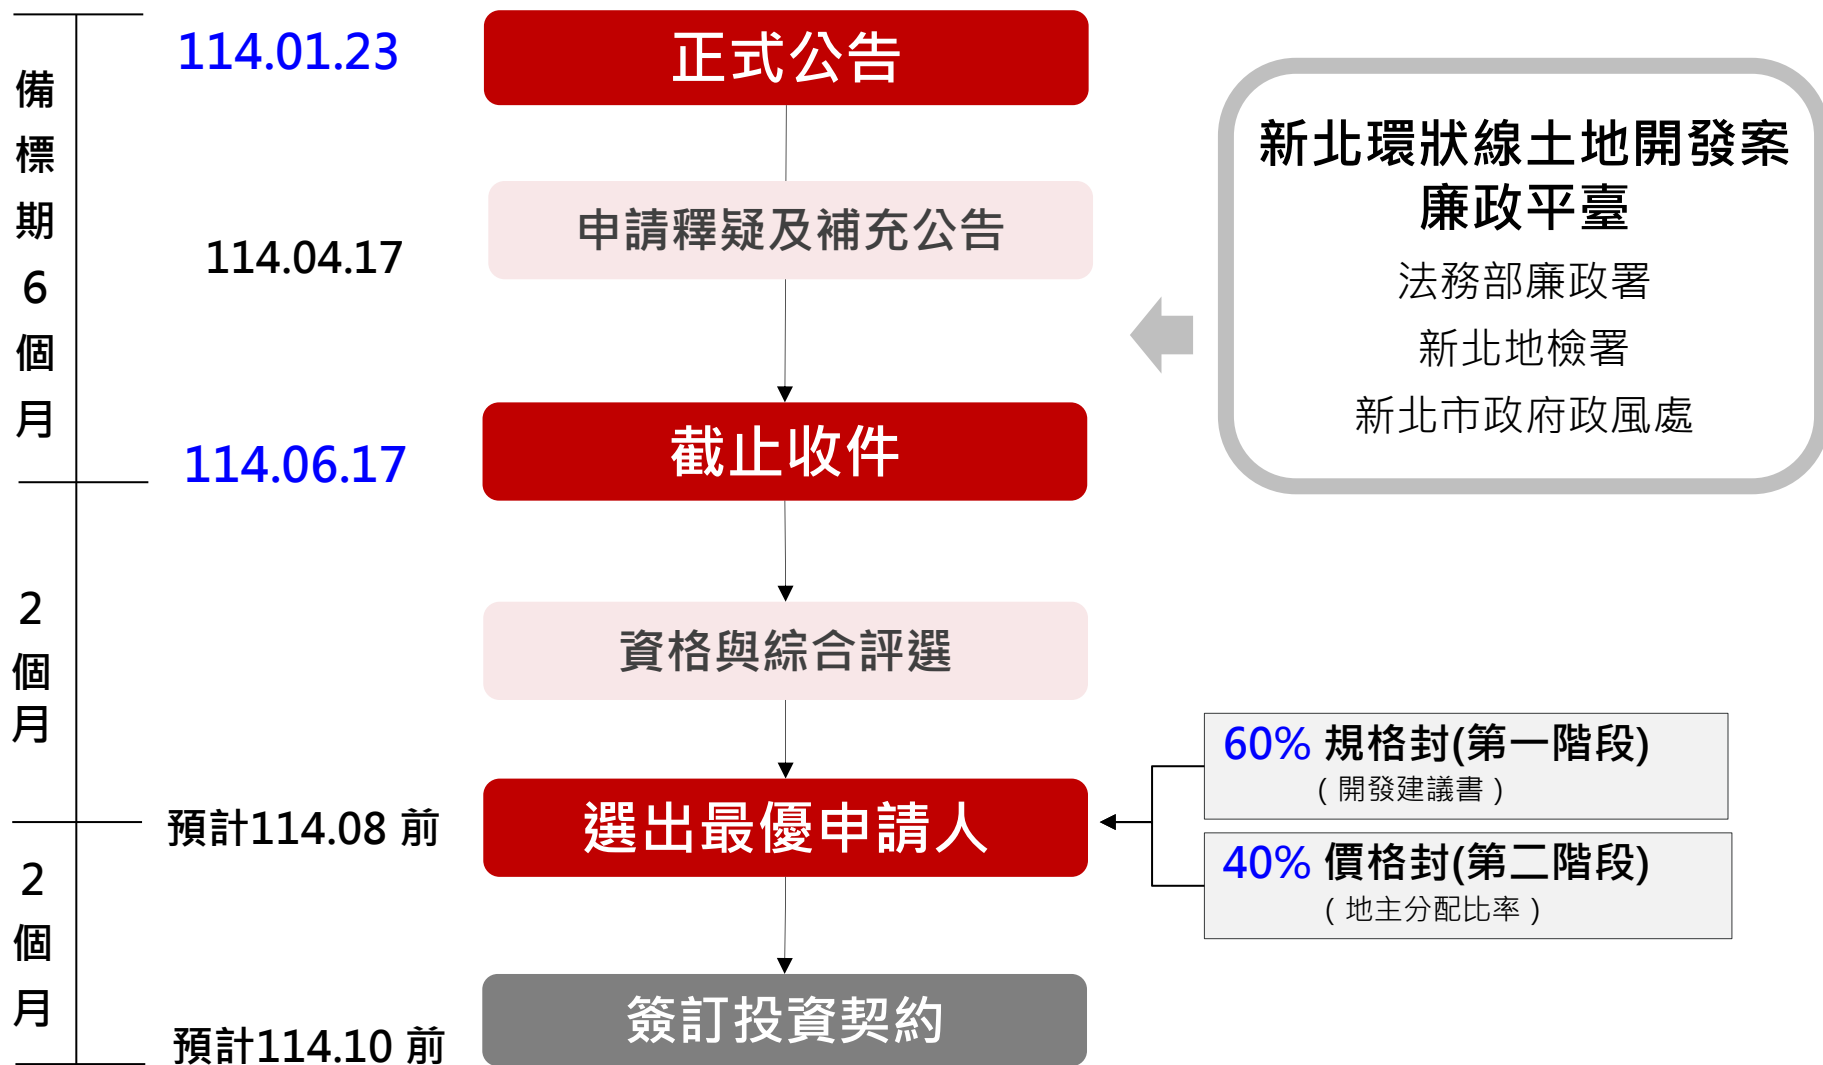 備標期6個月
2個月
2個月
114.01.23
正式公告
114.04.17
申請釋疑及補充公告
114.06.17
截止收件
資格與綜合評選
預計114.08 前
選出最優申請人
預計114.10 前
簽訂投資契約
新北環狀線土地開發案
廉政平臺
法務部廉政署
新北地檢署
新北市政府政風處
60% 規格封(第一階段)
(開發建議書)
40% 價格封(第二階段)
(地主分配比率)